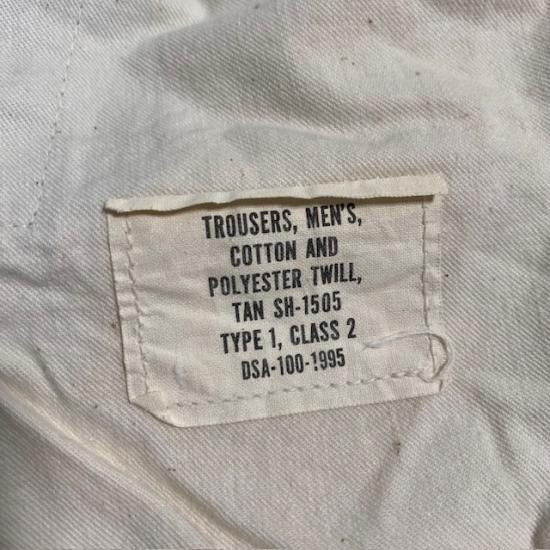 TROUSERS, MEN'S,
COTTON AND
POLYESTER TWILL,
TAN SH-1505
TYPE 1, CLASS 2
DSA-100-1995